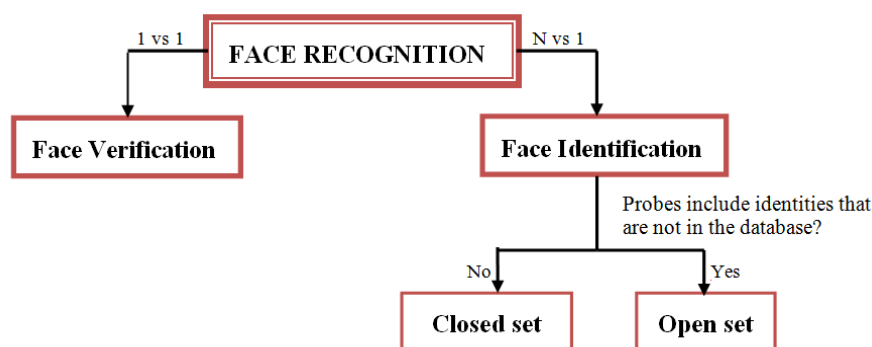 1 vs 1
FACE RECOGNITION
N vs 1
Face Verification
Face Identification
Probes include identities that
are not in the database?
No
Yes
Closed set
Open set